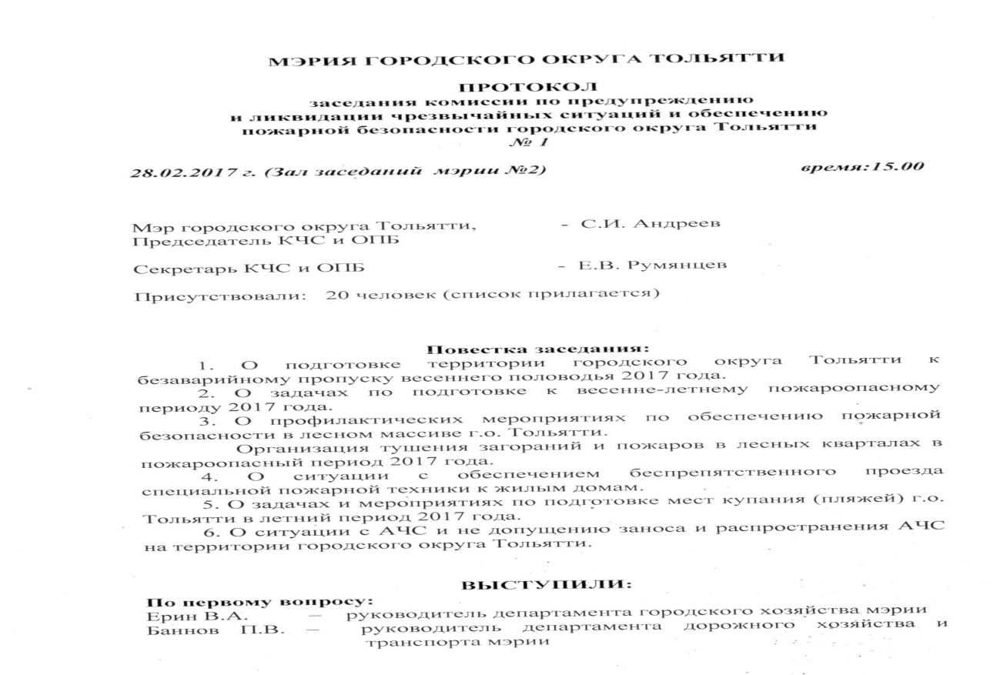 МЭРИЯ ГОРОДСКОГО ОКРУГА ТОЛЬЯТТИ
ПРОТОКОЛ
заседания комиссии по предупреждению
и ликвидации чрезвычайных ситуаций и обеспечению
пожарной безопасности городского округа Тольятти
№ 1
28.02.2017 г. (Зал заседаний мэрии №2) время:15.00
Мэр городского округа Тольятти, - С.И. Андреев
Председатель КЧС и ОПБ
Секретарь КЧС и ОПБ - Е.В. Румянцев
Присутствовали: 20 человек (список прилагается)
Повестка заседания:
1. О подготовке территории городского округа Тольятти к
безаварийному пропуску весеннего половодья 2017 года.
2. О задачах по подготовке к весенне-летнему пожароопасному
периоду 2017 года.
3. О профилактических мероприятиях по обеспечению пожарной
безопасности в лесном массиве г.о. Тольятти.
Организация тушения загораний и пожаров в лесных кварталах в
пожароопасный период 2017 года.
4. О ситуации с обеспечением беспрепятственного проезда
специальной пожарной техники к жилым домам.
5. О задачах и мероприятиях по подготовке мест купания (пляжей) г.о.
Тольятти в летний период 2017 года.
6. О ситуации с АЧС и не допущению заноса и распространения АЧС
на территории городского округа Тольятти.
ВЫСТУПИЛИ:
По первому вопросу:
Ерин В.А. – руководитель департамента городского хозяйства мэрии
Баннов П.В. – руководитель департамента дорожного хозяйства и
транспорта мэрии